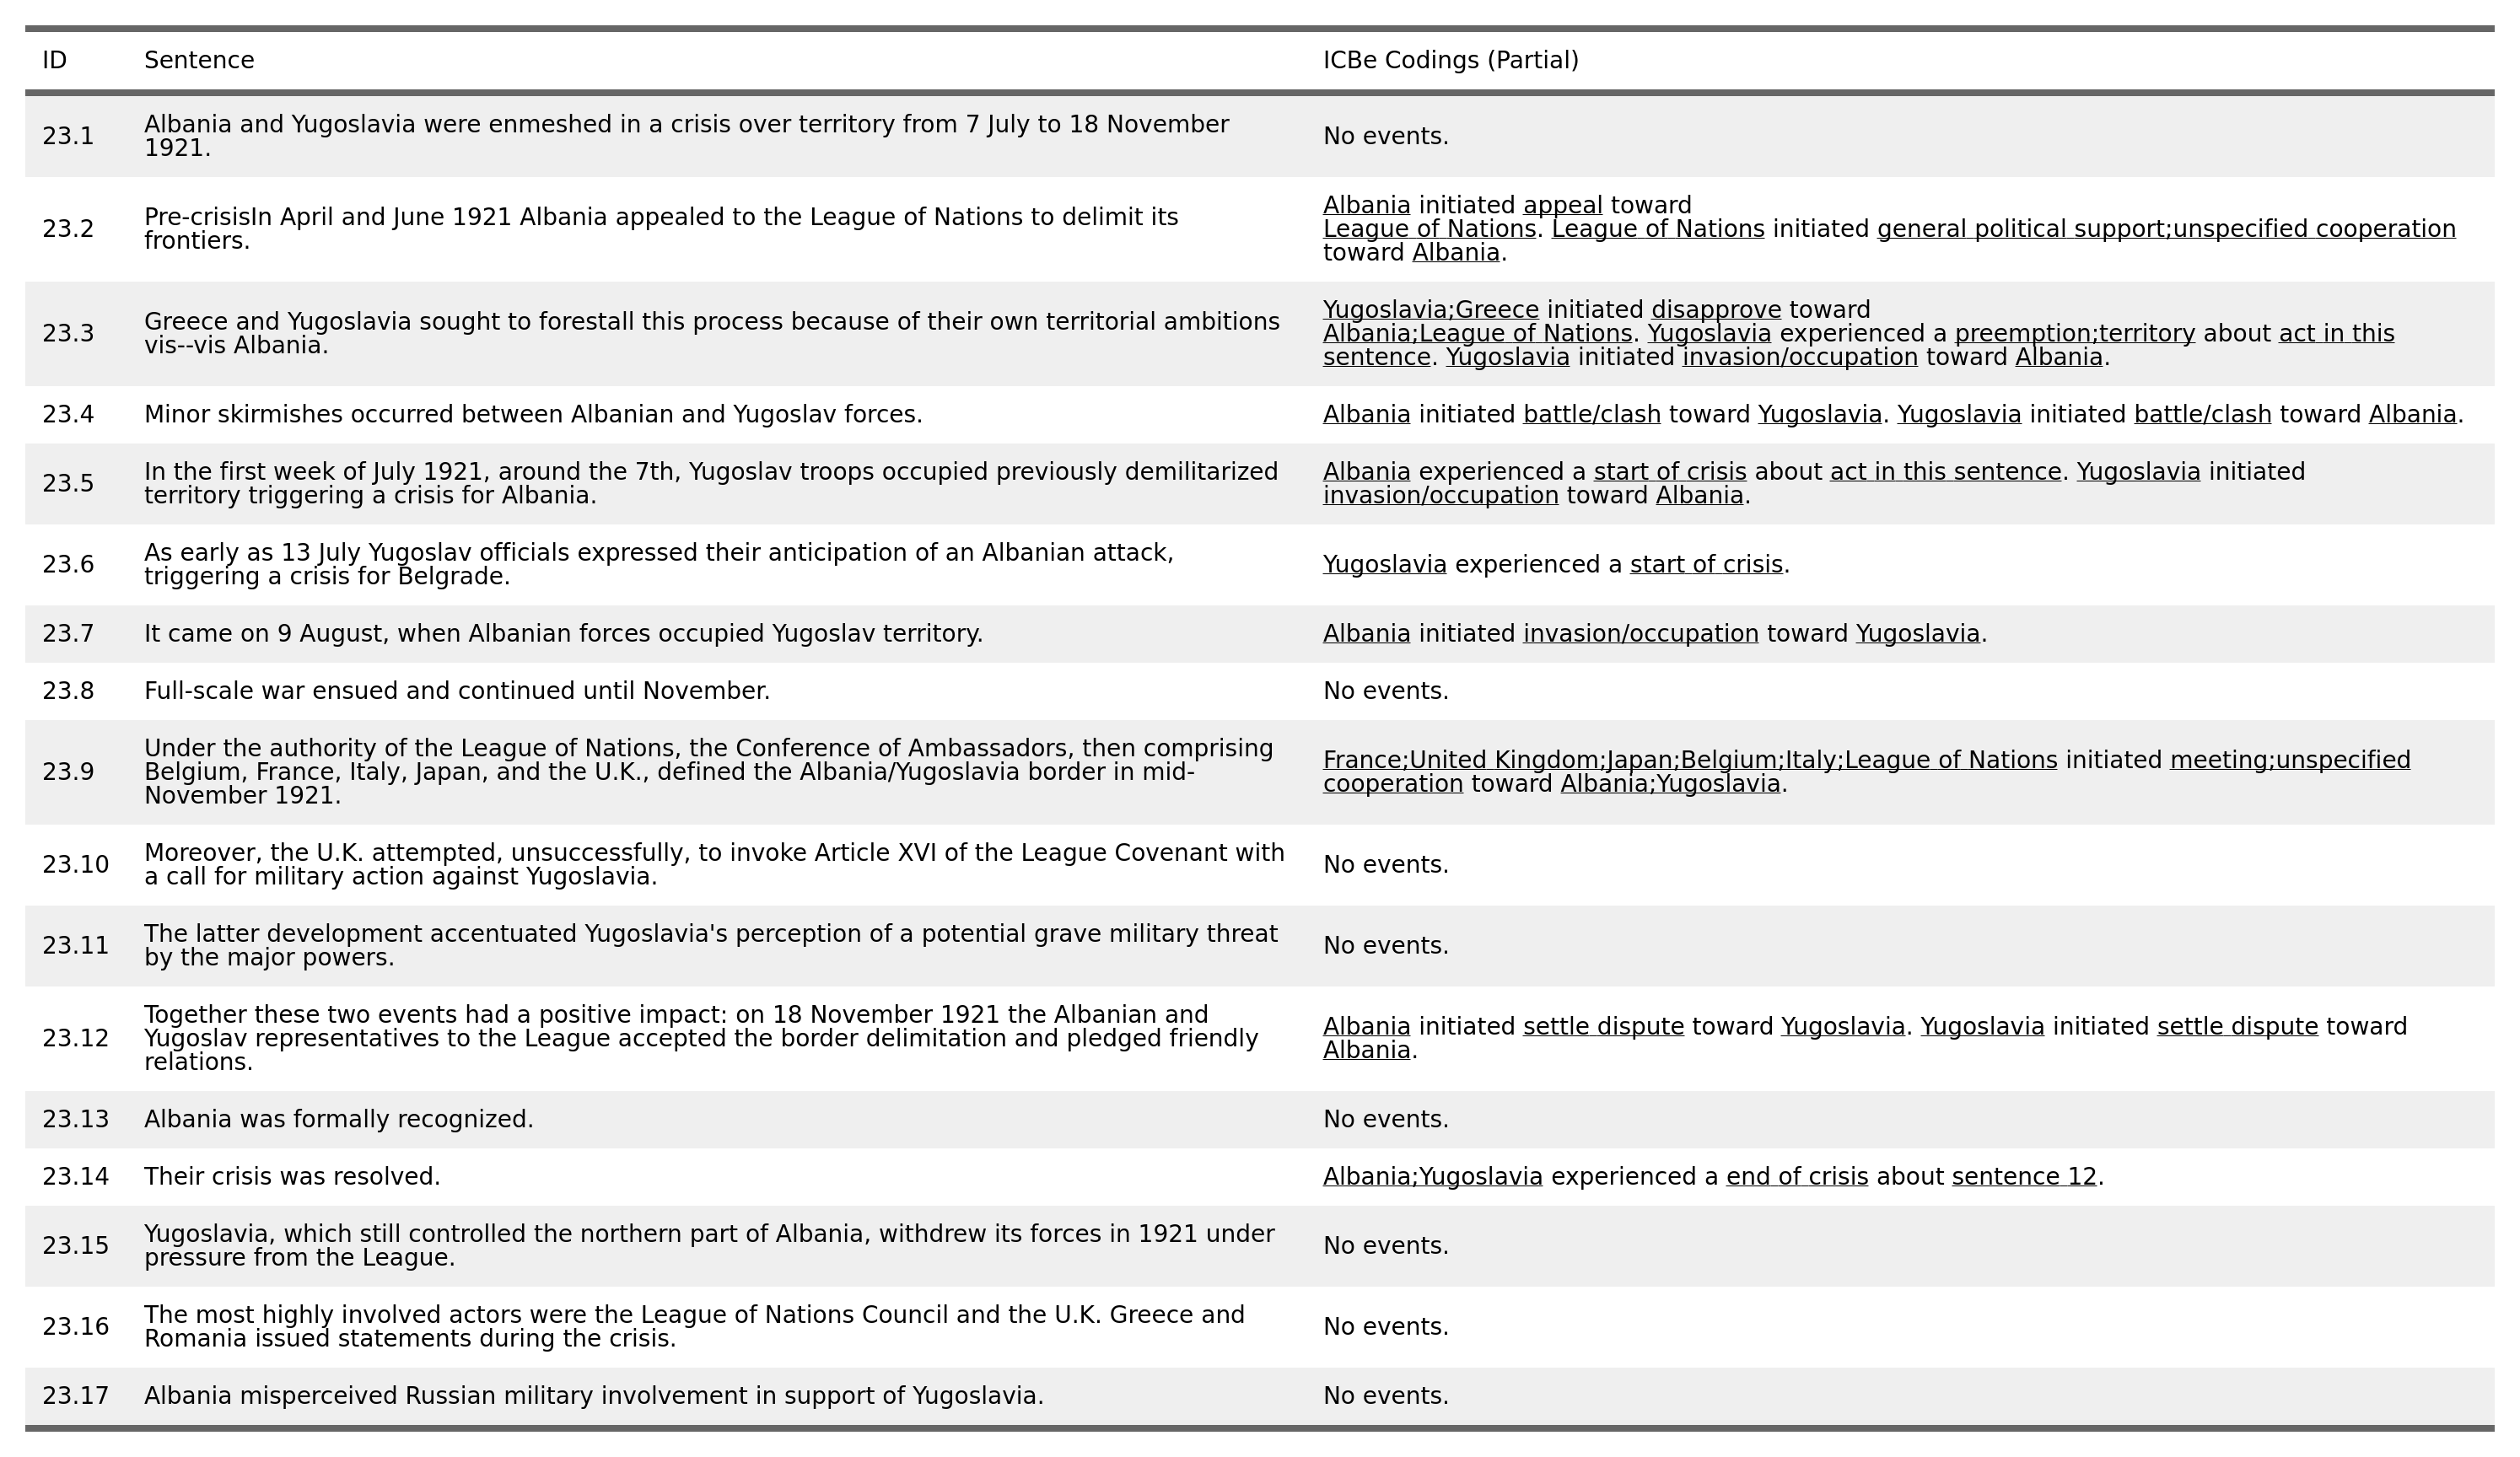 ID Sentence ICBe Codings (Partial)
23.1 Albania and Yugoslavia were enmeshed in a crisis over territory from 7 July to 18 November
1921. No events.
23.2 Pre-crisisIn April and June 1921 Albania appealed to the League of Nations to delimit its
frontiers. Albania initiated appeal toward
League of Nations. League of Nations initiated general political support;unspecified cooperation
toward Albania.
23.3 Greece and Yugoslavia sought to forestall this process because of their own territorial ambitions
vis--vis Albania. Yugoslavia;Greece initiated disapprove toward
Albania;League of Nations. Yugoslavia experienced a preemption;territory about act in this
sentence. Yugoslavia initiated invasion/occupation toward Albania.
23.4 Minor skirmishes occurred between Albanian and Yugoslav forces. Albania initiated battle/clash toward Yugoslavia. Yugoslavia initiated battle/clash toward Albania.
23.5 In the first week of July 1921, around the 7th, Yugoslav troops occupied previously demilitarized
territory triggering a crisis for Albania. Albania experienced a start of crisis about act in this sentence. Yugoslavia initiated
invasion/occupation toward Albania.
23.6 As early as 13 July Yugoslav officials expressed their anticipation of an Albanian attack,
triggering a crisis for Belgrade. Yugoslavia experienced a start of crisis.
23.7 It came on 9 August, when Albanian forces occupied Yugoslav territory. Albania initiated invasion/occupation toward Yugoslavia.
23.8 Full-scale war ensued and continued until November. No events.
23.9 Under the authority of the League of Nations, the Conference of Ambassadors, then comprising
Belgium, France, Italy, Japan, and the U.K., defined the Albania/Yugoslavia border in mid-
November 1921. France;United Kingdom;Japan;Belgium;Italy;League of Nations initiated meeting;unspecified
cooperation toward Albania;Yugoslavia.
23.10 Moreover, the U.K. attempted, unsuccessfully, to invoke Article XVI of the League Covenant with
a call for military action against Yugoslavia. No events.
23.11 The latter development accentuated Yugoslavia's perception of a potential grave military threat
by the major powers. No events.
23.12 Together these two events had a positive impact: on 18 November 1921 the Albanian and
Yugoslav representatives to the League accepted the border delimitation and pledged friendly
relations. Albania initiated settle dispute toward Yugoslavia. Yugoslavia initiated settle dispute toward
Albania.
23.13 Albania was formally recognized. No events.
23.14 Their crisis was resolved. Albania;Yugoslavia experienced a end of crisis about sentence 12.
23.15 Yugoslavia, which still controlled the northern part of Albania, withdrew its forces in 1921 under
pressure from the League. No events.
23.16 The most highly involved actors were the League of Nations Council and the U.K. Greece and
Romania issued statements during the crisis. No events.
23.17 Albania misperceived Russian military involvement in support of Yugoslavia. No events.